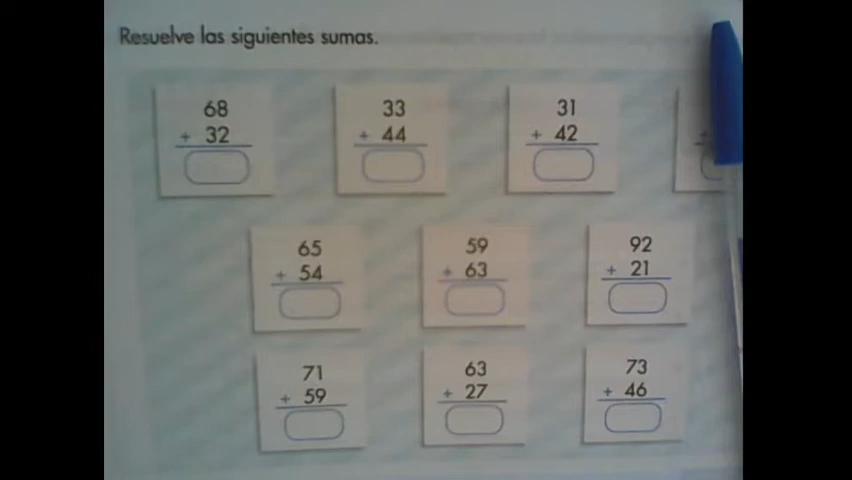 Resuelve las siguientes sumas.
68 33 31
+ 32 + 44 + 42 +
65 59 92
+ 54 + 63 + 21
71 63 73
+ 59 + 27 + 46